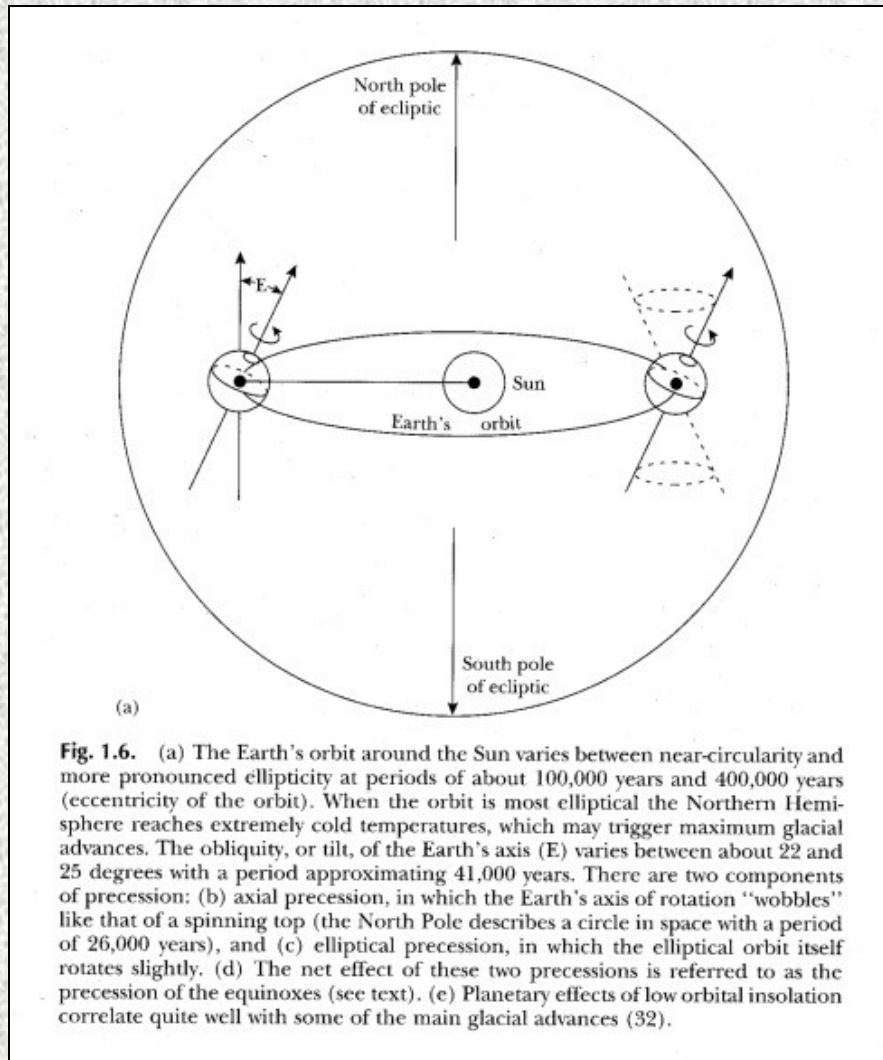 North pole
of ecliptic
E
Sun
Earth's orbit
South pole
of ecliptic
(a)
Fig. 1.6. (a) The Earth's orbit around the Sun varies between near-circularity and
more pronounced ellipticity at periods of about 100,000 years and 400,000 years
(eccentricity of the orbit). When the orbit is most elliptical the Northern Hemi-
sphere reaches extremely cold temperatures, which may trigger maximum glacial
advances. The obliquity, or tilt, of the Earth's axis (E) varies between about 22 and
25 degrees with a period approximating 41,000 years. There are two components
of precession: (b) axial precession, in which the Earth's axis of rotation “wobbles”
like that of a spinning top (the North Pole describes a circle in space with a period
of 26,000 years), and (c) elliptical precession, in which the elliptical orbit itself
rotates slightly. (d) The net effect of these two precessions is referred to as the
precession of the equinoxes (see text). (e) Planetary effects of low orbital insolation
correlate quite well with some of the main glacial advances (32).